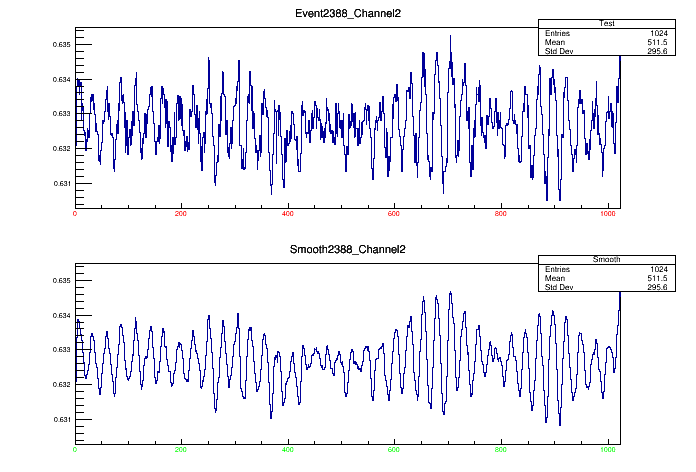 Event2388_Channel2
Test
Entries 1024
Mean 511.5
Std Dev 295.6
0.635
0.634
0.633
0.632
0.631
0 200 400 600 800 1000
Smooth2388_Channel2
Smooth
Entries 1024
Mean 511.5
Std Dev 295.6
0.635
0.634
0.633
0.632
0.631
0 200 400 600 800 1000